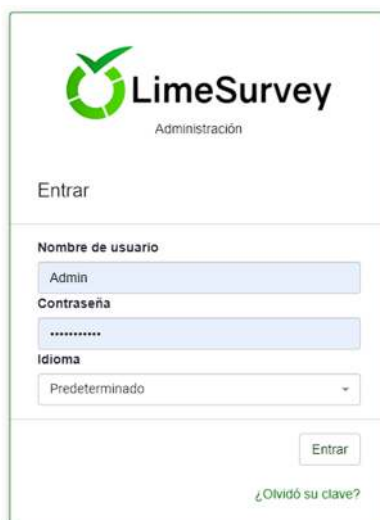 LimeSurvey
Administración
Entrar
Nombre de usuario
Admin
Contraseña
•••••••••••
Idioma
Predeterminado
Entrar
¿Olvidó su clave?